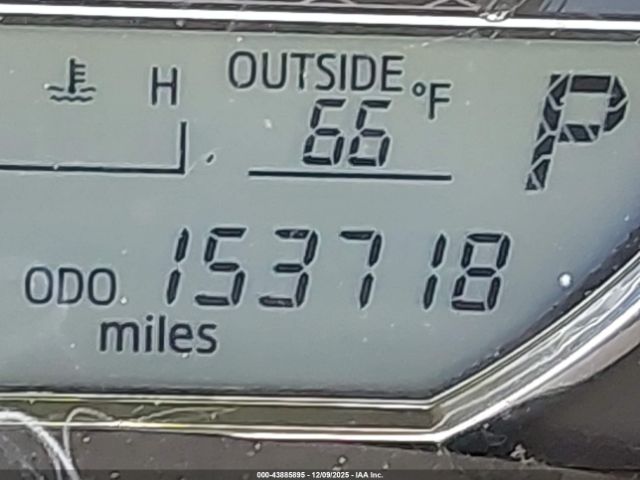 H
OUTSIDE
66 °F
P
ODO 153718
miles
000-43885895 - 12/09/2025 - IAA Inc.